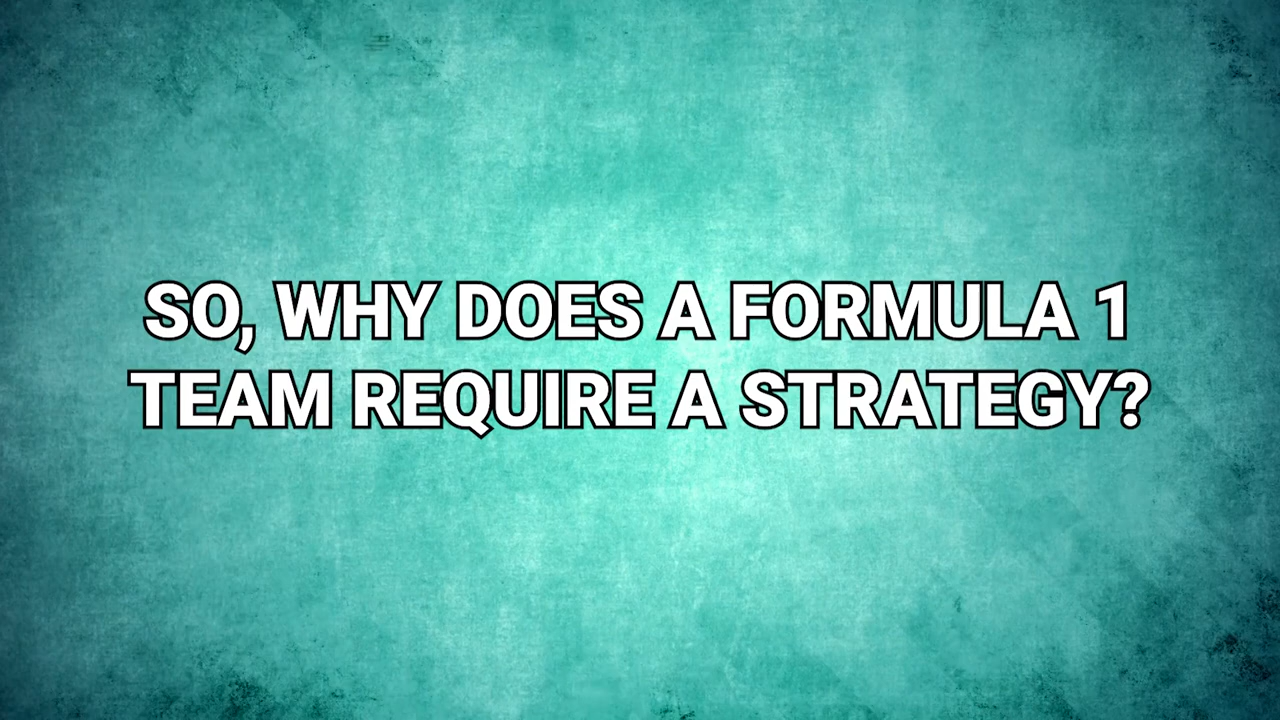 SO, WHY DOES A FORMULA 1
TEAM REQUIRE A STRATEGY?